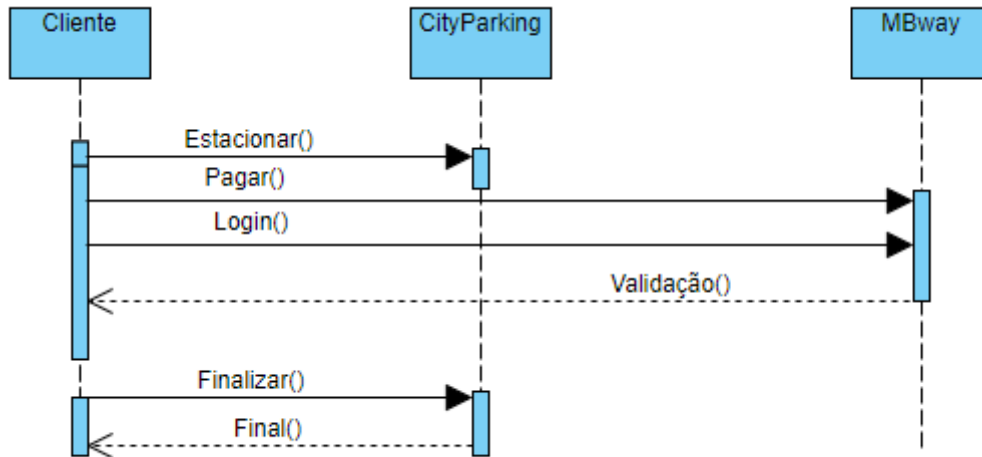 Cliente
CityParking
MBway
Estacionar()
Pagar()
Login()
Validação()
Finalizar()
Final()